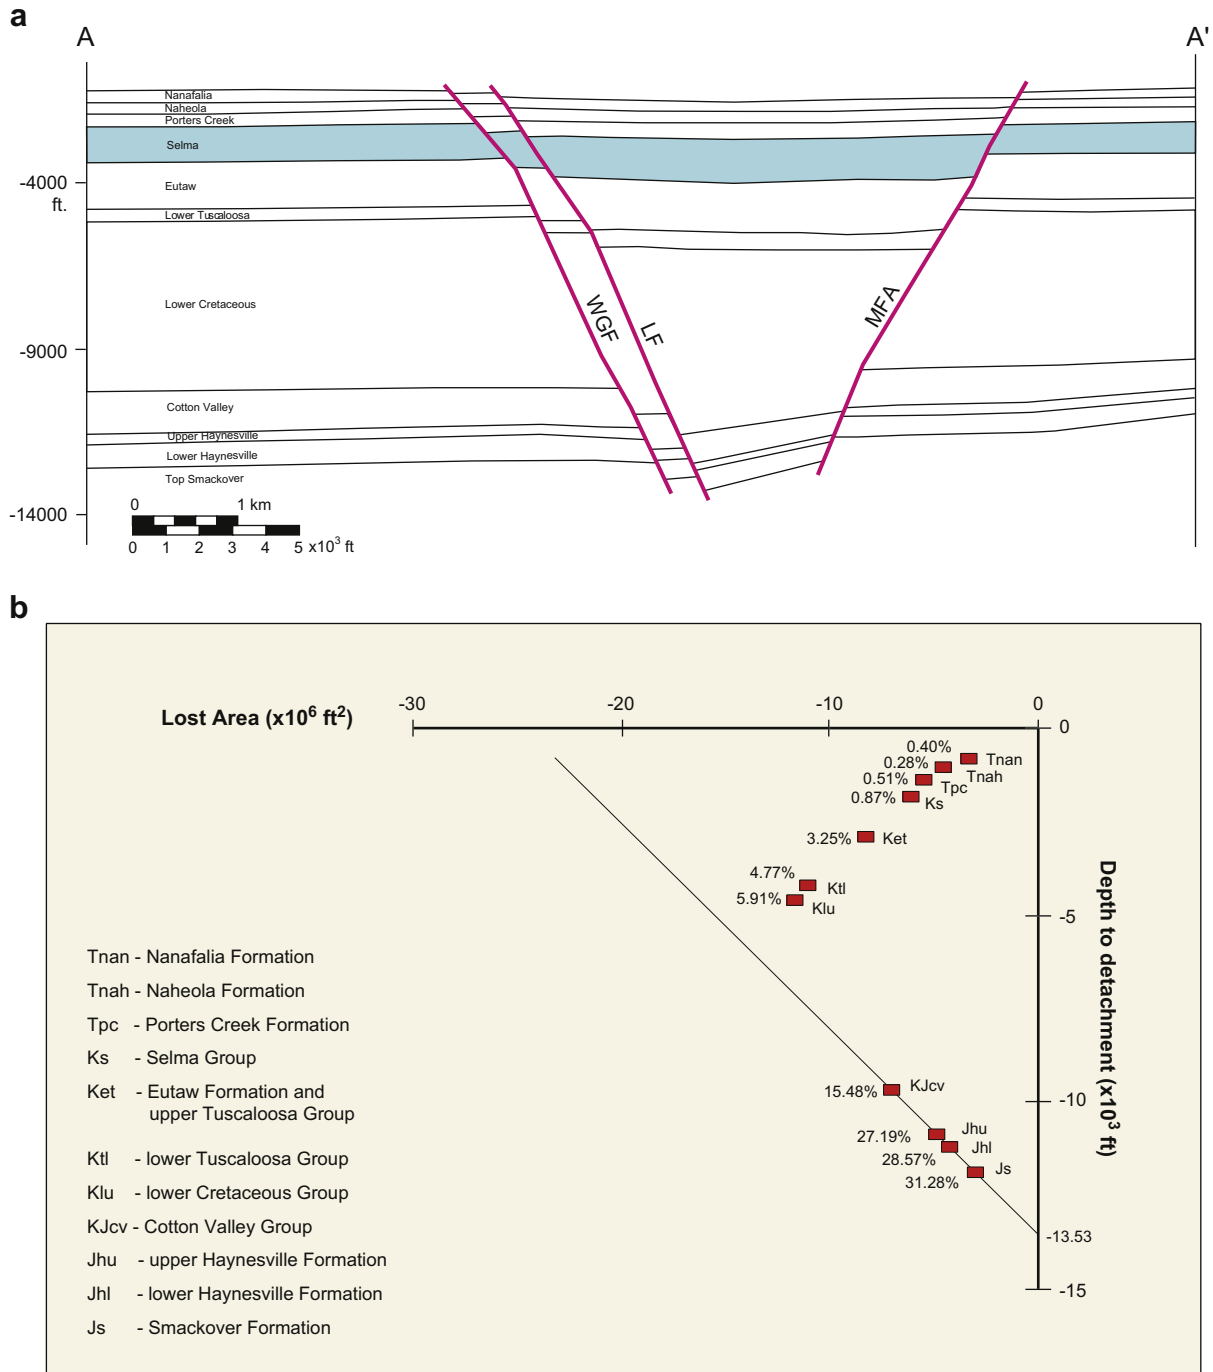 a
A
A'
Nanafalia
Naheola
Porters Creek
Selma
-4000
ft.
Eutaw
Lower Tuscaloosa
Lower Cretaceous
WGF
LF
MFA
-9000
Cotton Valley
Upper Haynesville
Lower Haynesville
Top Smackover
-14000
0 1 km
0 1 2 3 4 5 x10³ ft
b
Lost Area (x10⁶ ft²)
-30 -20 -10 0
0
0.40% Tnan
0.28% Tnah
0.51% Tpc
0.87% Ks
3.25% Ket
4.77% Ktl
5.91% Klu
-5
Depth to detachment (x10³ ft)
15.48% KJcv
-10
27.19% Jhu
28.57% Jhl
31.28% Js
-13.53
-15
Tnan - Nanafalia Formation
Tnah - Naheola Formation
Tpc - Porters Creek Formation
Ks - Selma Group
Ket - Eutaw Formation and
upper Tuscaloosa Group
Ktl - lower Tuscaloosa Group
Klu - lower Cretaceous Group
KJcv - Cotton Valley Group
Jhu - upper Haynesville Formation
Jhl - lower Haynesville Formation
Js - Smackover Formation